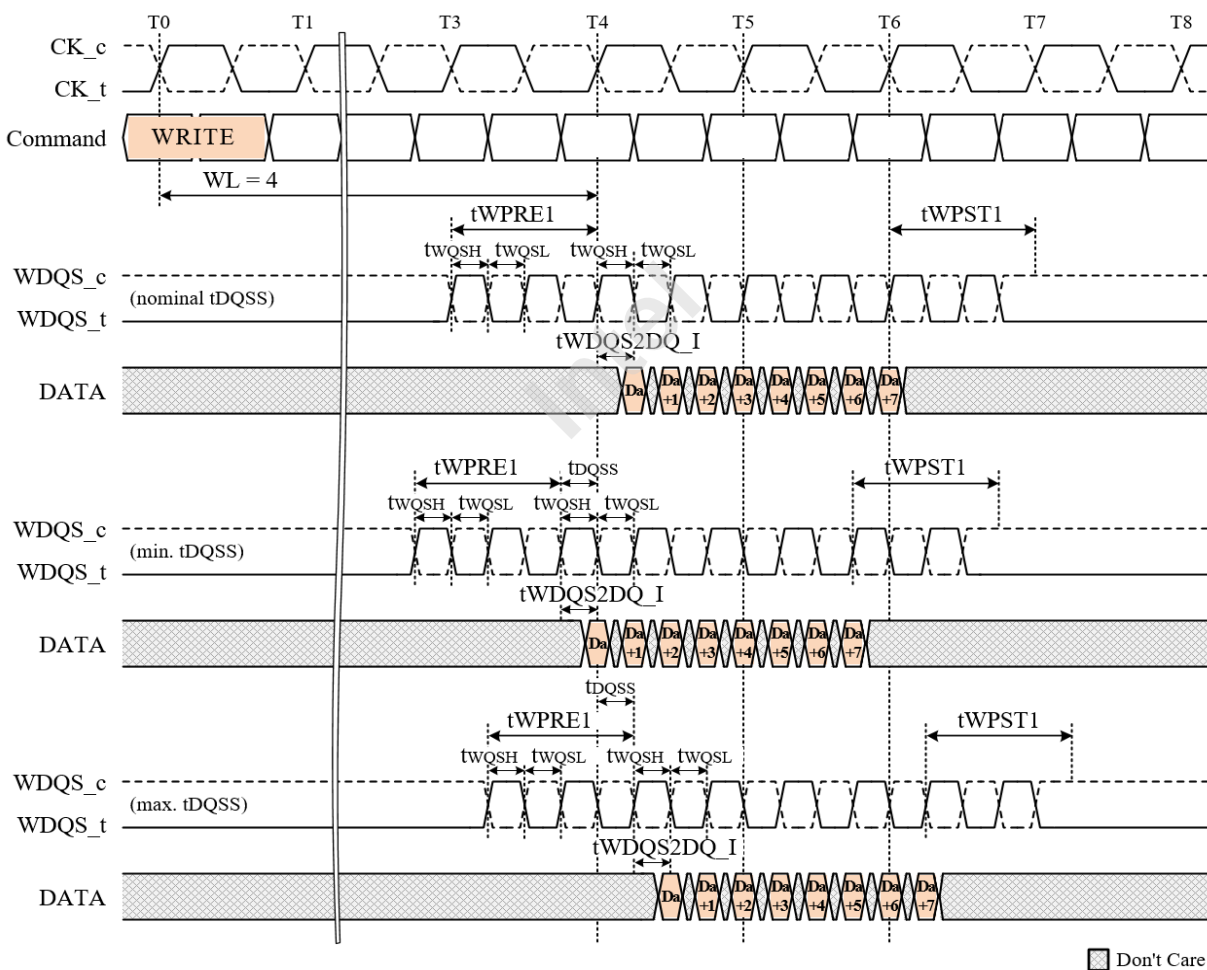 T0 T1 T3 T4 T5 T6 T7 T8
CK_c
CK_t
Command WRITE
WL = 4
tWPRE1 tWPST1
tWQSH tWQSL tWQSH tWQSL
WDQS_c
(nominal tDQSS)
WDQS_t
tWDQS2DQ_I
Intel
DATA Da Da+1 Da+2 Da+3 Da+4 Da+5 Da+6 Da+7
tWPRE1 tDQSS tWPST1
tWQSH tWQSL tWQSH tWQSL
WDQS_c
(min. tDQSS)
WDQS_t
tWDQS2DQ_I
DATA Da Da+1 Da+2 Da+3 Da+4 Da+5 Da+6 Da+7
tDQSS
tWPRE1 tWPST1
tWQSH tWQSL tWQSH tWQSL
WDQS_c
(max. tDQSS)
WDQS_t
tWDQS2DQ_I
DATA Da Da+1 Da+2 Da+3 Da+4 Da+5 Da+6 Da+7
Don't Care